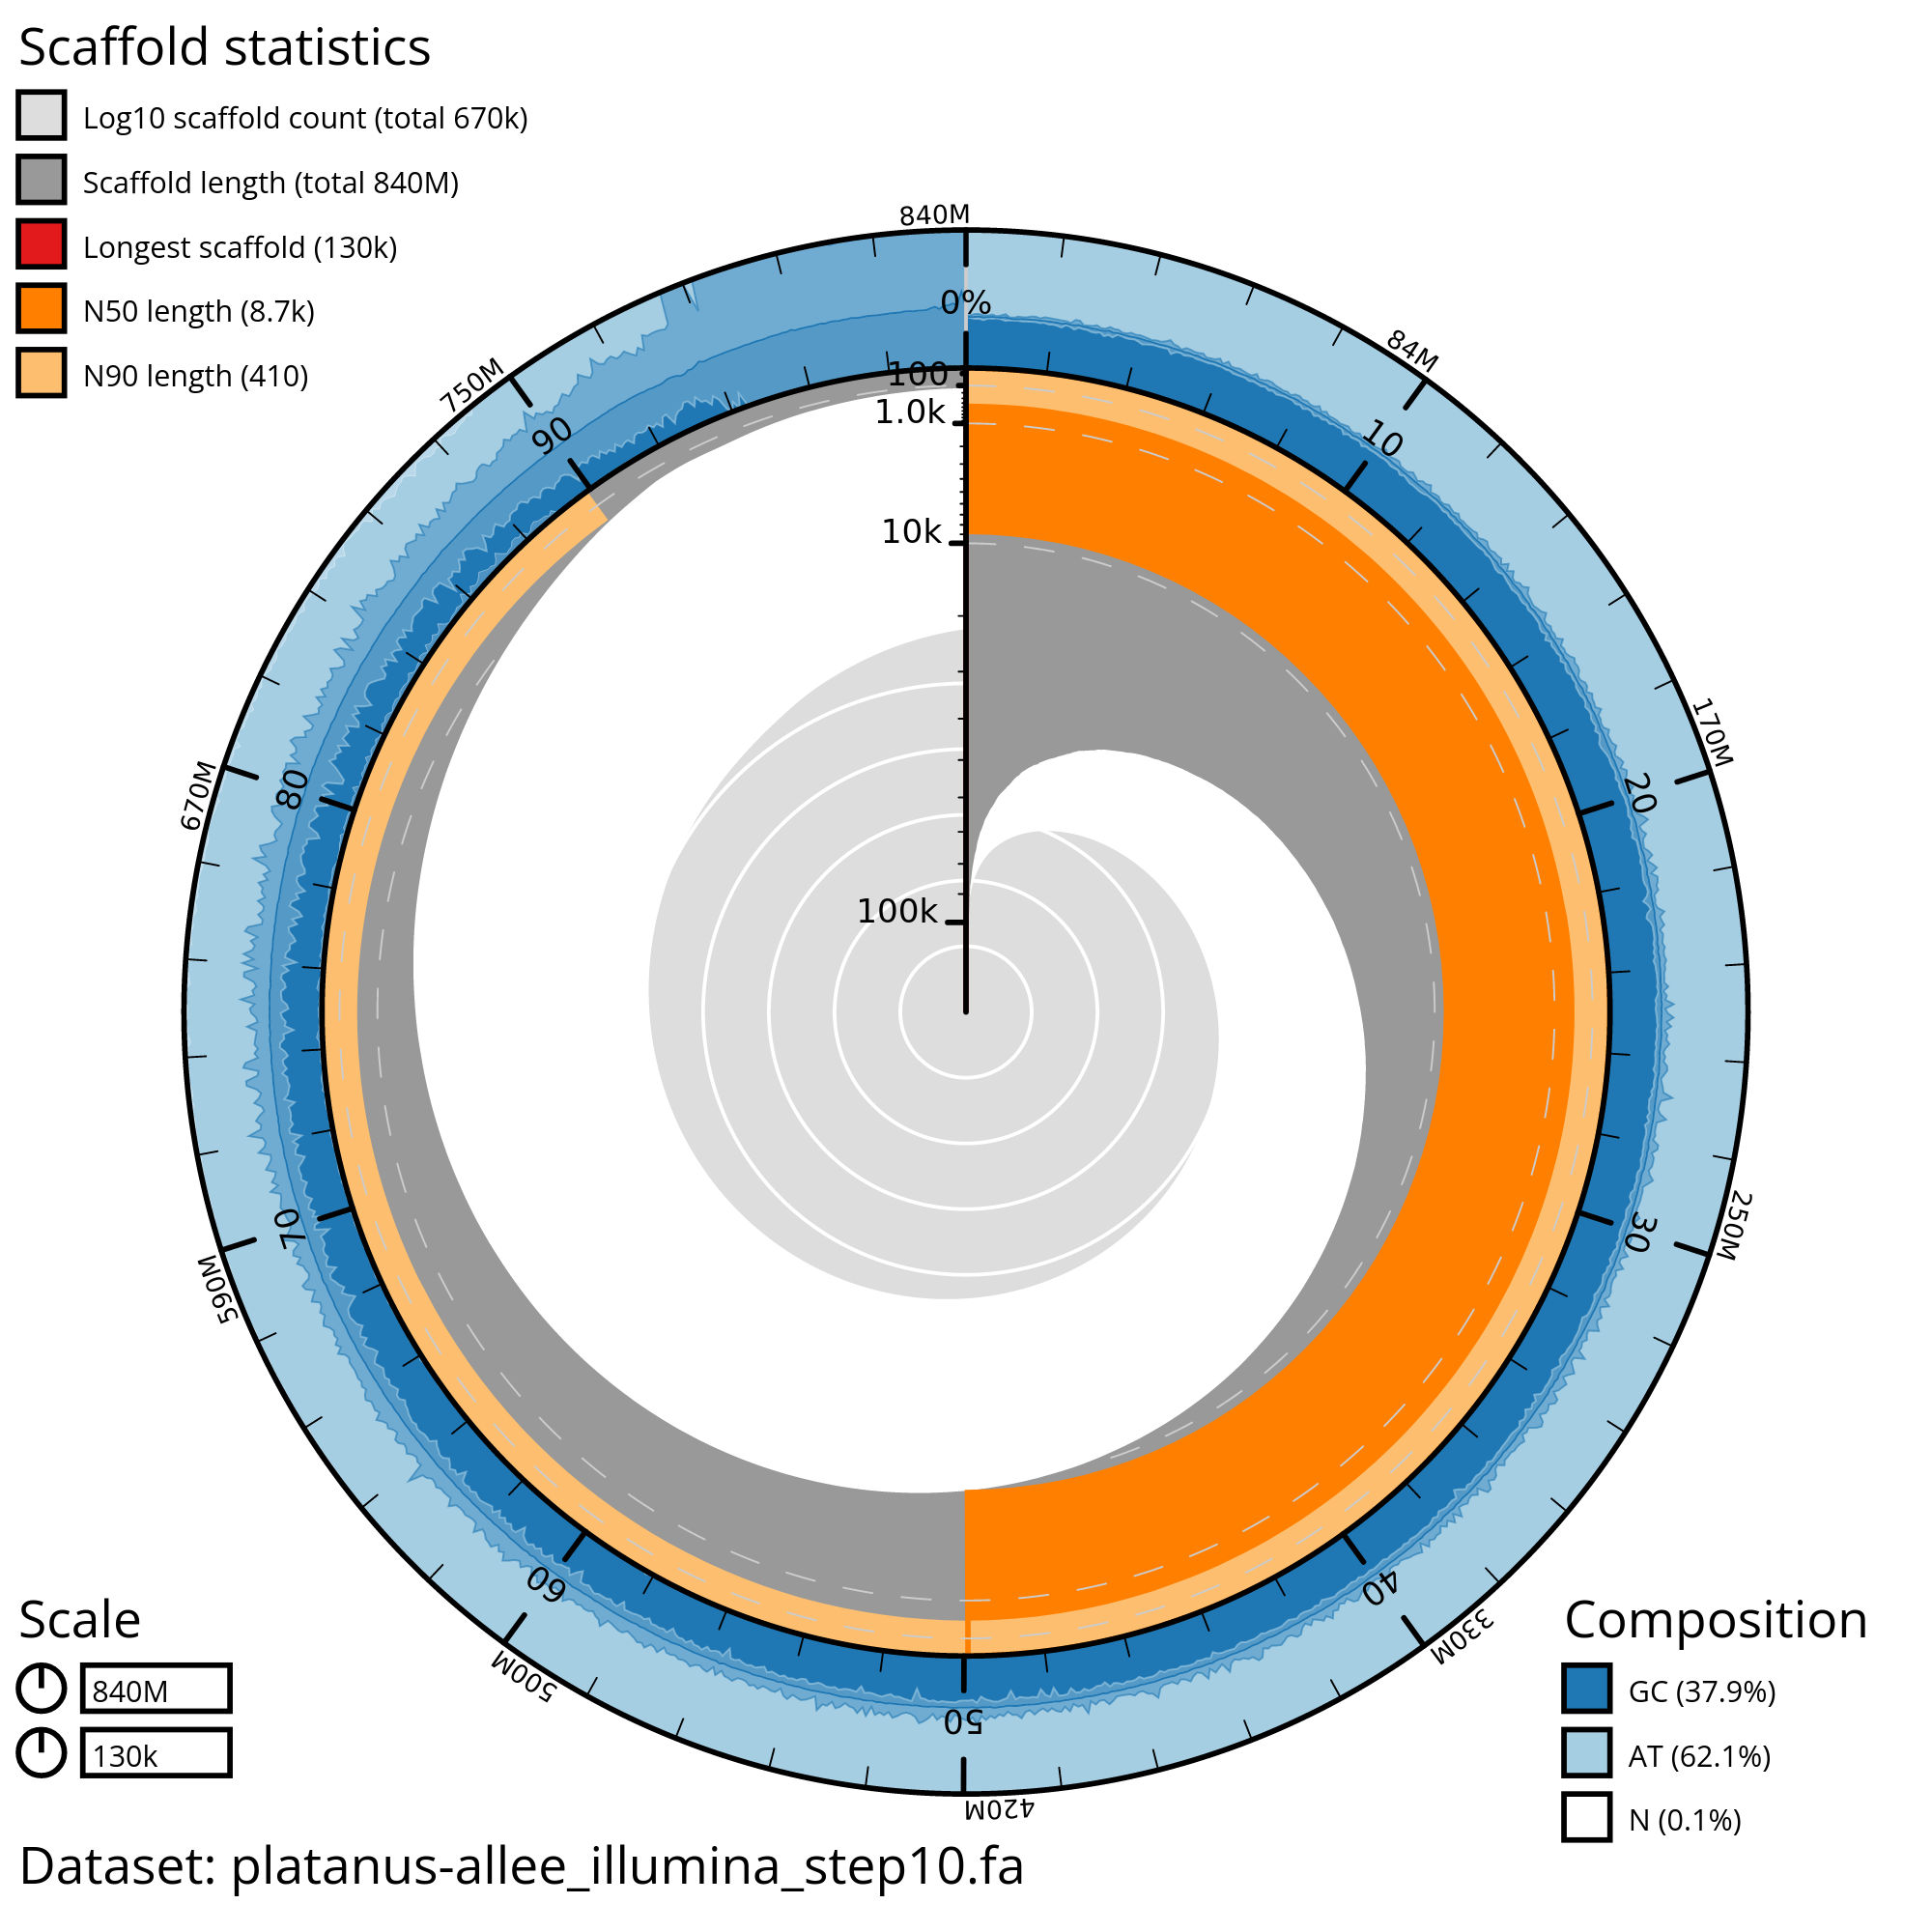 Scaffold statistics
Log10 scaffold count (total 670k)
Scaffold length (total 840M)
Longest scaffold (130k)
N50 length (8.7k)
N90 length (410)
840M
84M
170M
250M
330M
420M
500M
590M
670M
750M
0%
10
20
30
40
50
60
70
80
90
100
1.0k
10k
100k
Scale
840M
130k
Composition
GC (37.9%)
AT (62.1%)
N (0.1%)
Dataset: platanus-allee_illumina_step10.fa